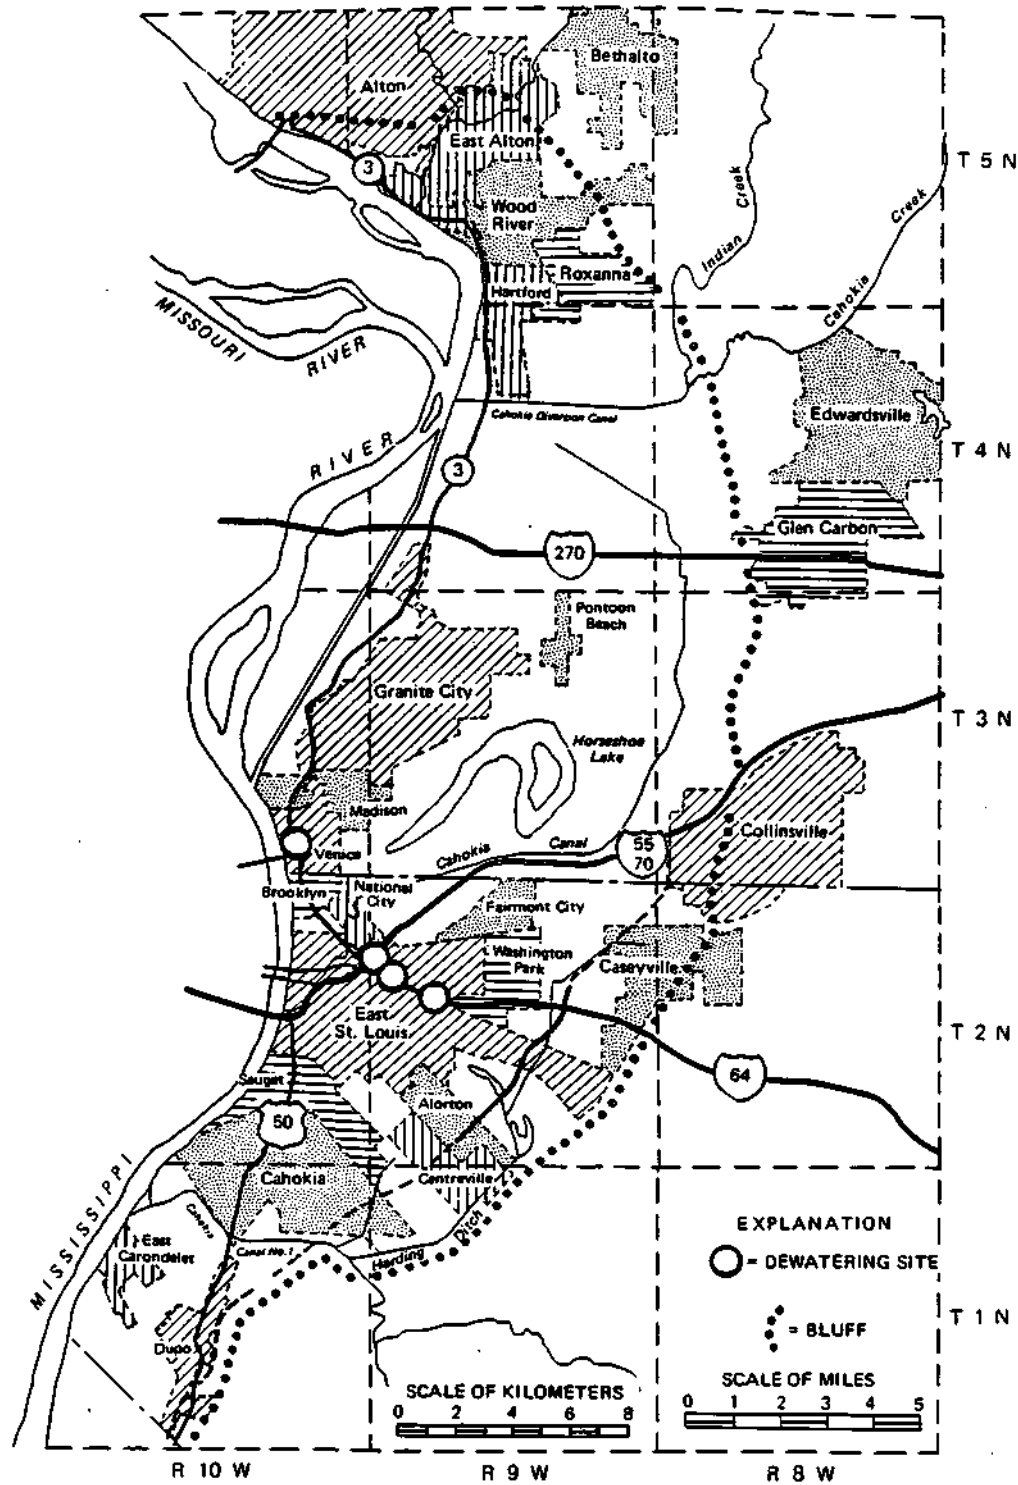 Bethalto
Alton
East Alton
T 5 N
3
Wood
River
Indian
Creek
Cahokia
Creek
Roxanna
Hartford
MISSOURI
RIVER
Edwardsville
Cahokia Diversion Canal
RIVER
3
T 4 N
Glen Carbon
270
Pontoon
Beach
Granite City
T 3 N
Horseshoe
Lake
Madison
Collinsville
Venice
Cahokia
Canal
55
70
Brooklyn
National
City
Fairmont City
Washington
Park
Caseyville
East
St. Louis
T 2 N
Sauget
64
Alorton
50
Cahokia
Centreville
MISSISSIPPI
Cahokia
Canal No. 1
East
Carondelet
Harding
Ditch
EXPLANATION
= DEWATERING SITE
= BLUFF
T 1 N
Dupo
SCALE OF KILOMETERS
0 2 4 6 8
SCALE OF MILES
0 1 2 3 4 5
R 10 W
R 9 W
R 8 W